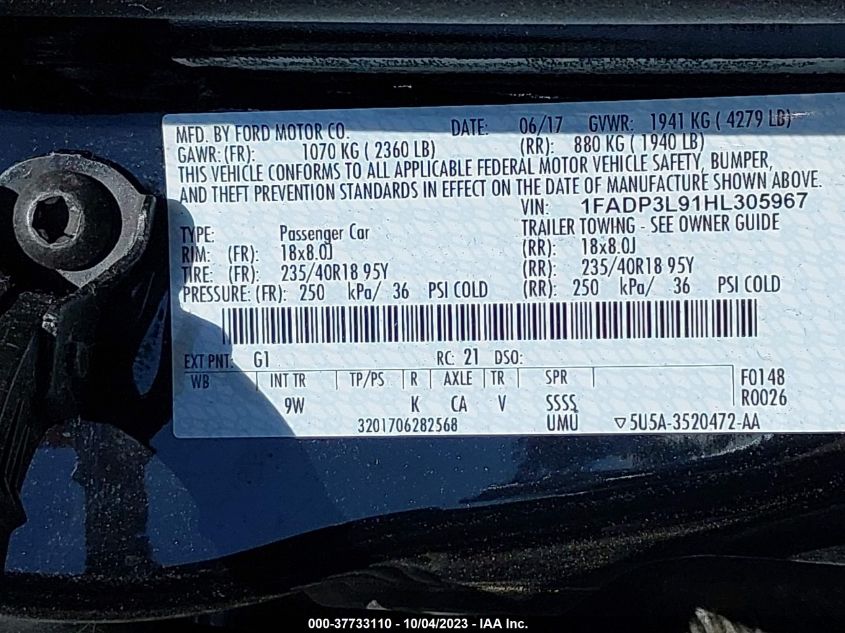 MFD. BY FORD MOTOR CO. DATE: 06/17 GVWR: 1941 KG ( 4279 LB)
GAWR:(FR): 1070 KG ( 2360 LB) (RR): 880 KG ( 1940 LB)
THIS VEHICLE CONFORMS TO ALL APPLICABLE FEDERAL MOTOR VEHICLE SAFETY, BUMPER,
AND THEFT PREVENTION STANDARDS IN EFFECT ON THE DATE OF MANUFACTURE SHOWN ABOVE.
VIN: 1FADP3L91HL305967
TYPE: Passenger Car TRAILER TOWING - SEE OWNER GUIDE
RIM: (FR): 18x8.0J (RR): 18x8.0J
TIRE: (FR): 235/40R18 95Y (RR): 235/40R18 95Y
PRESSURE:(FR): 250 kPa/ 36 PSI COLD (RR): 250 kPa/ 36 PSI COLD
EXT PNT: G1 RC: 21 DSO:
WB INT TR TP/PS R AXLE TR SPR F0148
9W K CA V SSSS R0026
3201706282568 UMÛ ▽5U5A-3520472-AA
000-37733110 - 10/04/2023 - IAA Inc.